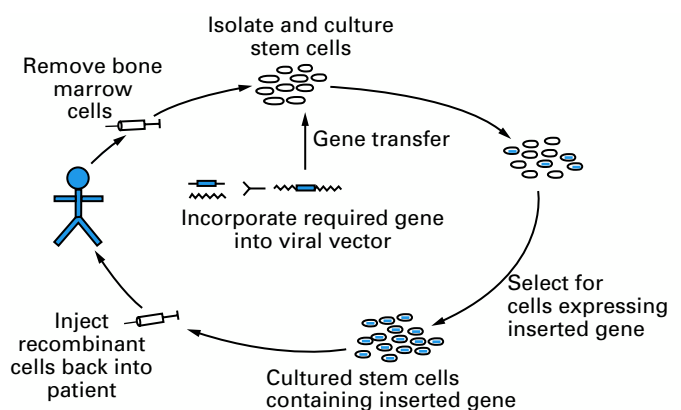 Isolate and culture
stem cells
Remove bone
marrow
cells
Gene transfer
Incorporate required gene
into viral vector
Select for
cells expressing
inserted gene
Inject
recombinant
cells back into
patient
Cultured stem cells
containing inserted gene